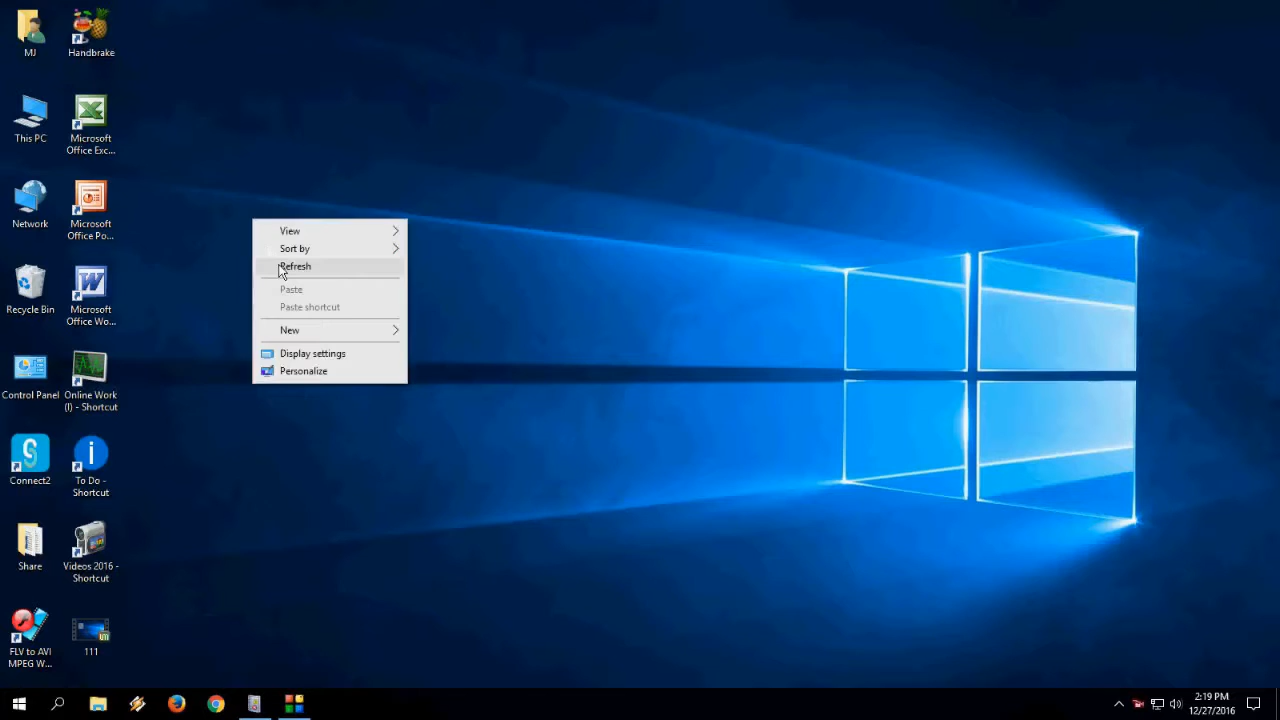 MJ
Handbrake
This PC
Microsoft
Office Exc...
Network
Microsoft
Office Po...
Recycle Bin
Microsoft
Office Wo...
Control Panel
Online Work
(I) - Shortcut
Connect2
To Do -
Shortcut
Share
Videos 2016 -
Shortcut
FLV to AVI
MPEG W...
111
View
Sort by
Refresh
Paste
Paste shortcut
New
Display settings
Personalize
2:19 PM
12/27/2016